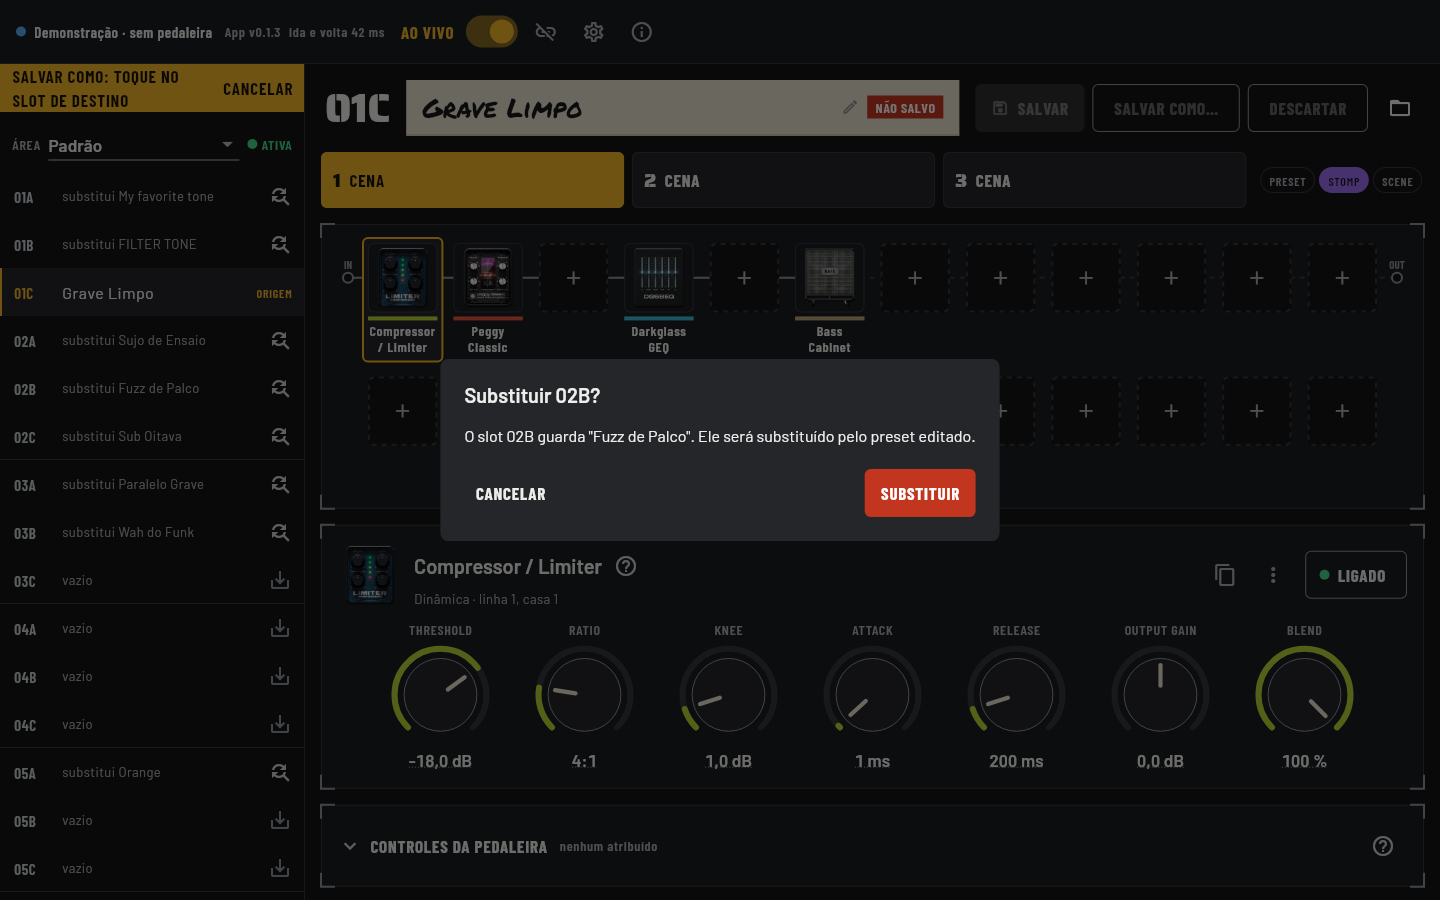 Demonstração · sem pedaleira App v0.1.3 Ida e volta 42 ms AO VIVO
SALVAR COMO: TOQUE NO
SLOT DE DESTINO
CANCELAR
ÁREA Padrão ATIVA
01A substitui My favorite tone
01B substitui FILTER TONE
01C Grave Limpo ORIGEM
02A substitui Sujo de Ensaio
02B substitui Fuzz de Palco
02C substitui Sub Oitava
03A substitui Paralelo Grave
03B substitui Wah do Funk
03C vazio
04A vazio
04B vazio
04C vazio
05A substitui Orange
05B vazio
05C vazio
01C Grave Limpo NÃO SALVO SALVAR SALVAR COMO... DESCARTAR
1 CENA 2 CENA 3 CENA PRESET STOMP SCENE
IN OUT
LIMITER
Compressor
/ Limiter
Peggy
Classic
Darkglass
GEQ
Bass
Cabinet
Substituir 02B?
O slot 02B guarda "Fuzz de Palco". Ele será substituído pelo preset editado.
CANCELAR SUBSTITUIR
LIMITER
Compressor / Limiter
Dinâmica · linha 1, casa 1
LIGADO
THRESHOLD RATIO KNEE ATTACK RELEASE OUTPUT GAIN BLEND
-18,0 dB 4:1 1,0 dB 1 ms 200 ms 0,0 dB 100 %
CONTROLES DA PEDALEIRA nenhum atribuído